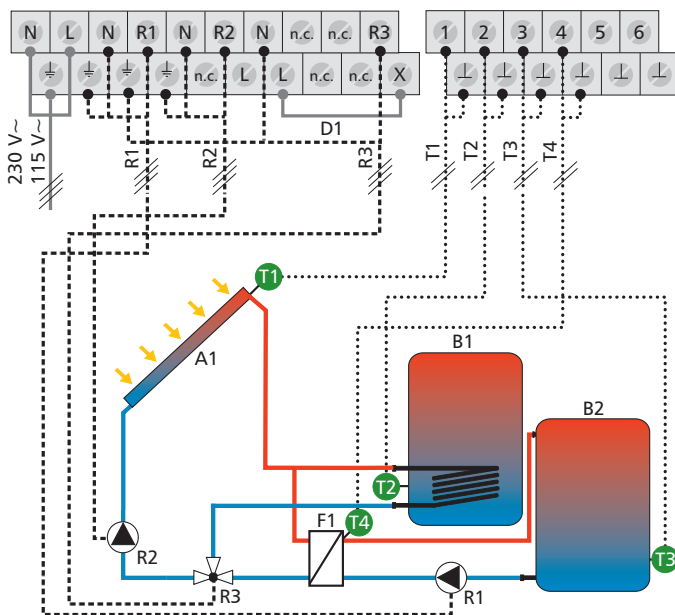 N L N R1 N R2 N n.c. n.c. R3
1 2 3 4 5 6
n.c. L L n.c. n.c. X
D1
230 V~
115 V~
R1
R2
R3
T1
T2
T3
T4
T1
A1
B1
B2
T2
F1
T4
T3
R2
R3
R1